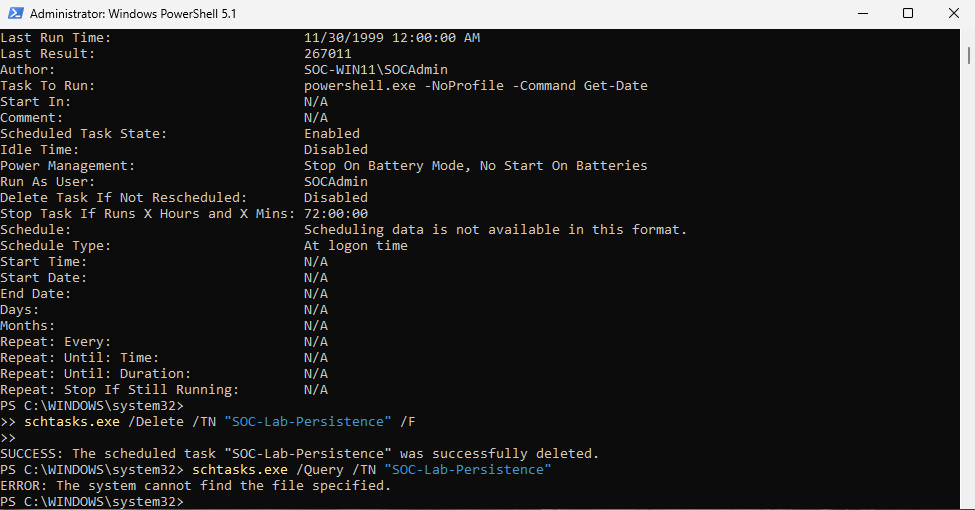 Administrator: Windows PowerShell 5.1
Last Run Time: 11/30/1999 12:00:00 AM
Last Result: 267011
Author: SOC-WIN11\SOCAdmin
Task To Run: powershell.exe -NoProfile -Command Get-Date
Start In: N/A
Comment: N/A
Scheduled Task State: Enabled
Idle Time: Disabled
Power Management: Stop On Battery Mode, No Start On Batteries
Run As User: SOCAdmin
Delete Task If Not Rescheduled: Disabled
Stop Task If Runs X Hours and X Mins: 72:00:00
Schedule: Scheduling data is not available in this format.
Schedule Type: At logon time
Start Time: N/A
Start Date: N/A
End Date: N/A
Days: N/A
Months: N/A
Repeat: Every: N/A
Repeat: Until: Time: N/A
Repeat: Until: Duration: N/A
Repeat: Stop If Still Running: N/A
PS C:\WINDOWS\system32>
>> schtasks.exe /Delete /TN "SOC-Lab-Persistence" /F
>>
SUCCESS: The scheduled task "SOC-Lab-Persistence" was successfully deleted.
PS C:\WINDOWS\system32> schtasks.exe /Query /TN "SOC-Lab-Persistence"
ERROR: The system cannot find the file specified.
PS C:\WINDOWS\system32>